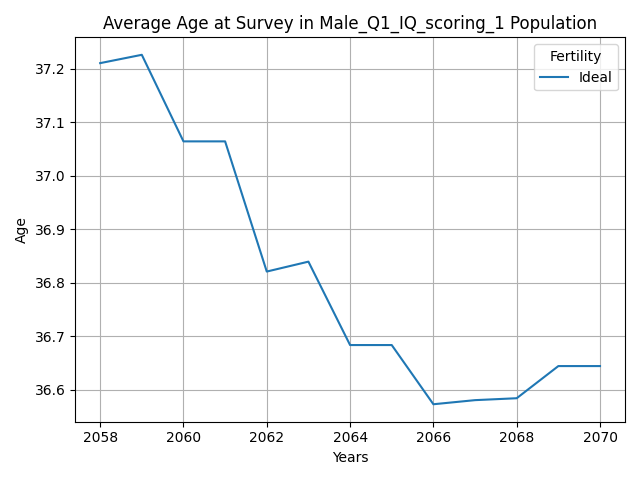 Average Age at Survey in Male_Q1_IQ_scoring_1 Population
Fertility
Ideal
37.2
37.1
37.0
36.9
36.8
36.7
36.6
Age
2058 2060 2062 2064 2066 2068 2070
Years